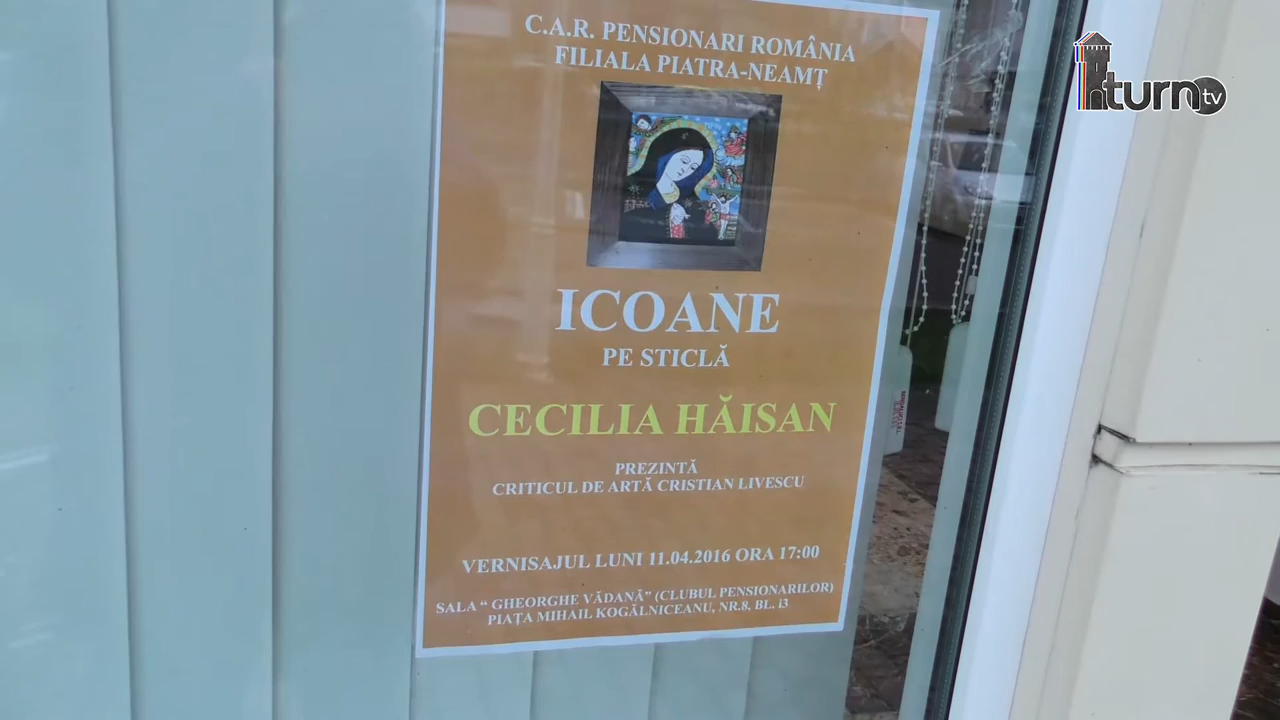 C.A.R. PENSIONARI ROMÂNIA
FILIALA PIATRA-NEAMȚ
ICOANE
PE STICLĂ
CECILIA HĂISAN
PREZINTĂ
CRITICUL DE ARTĂ CRISTIAN LIVESCU
VERNISAJUL LUNI 11.04.2016 ORA 17:00
SALA “ GHEORGHE VĂDANĂ” (CLUBUL PENSIONARILOR)
PIAȚA MIHAIL KOGĂLNICEANU, NR.8, BL. i3
turn tv